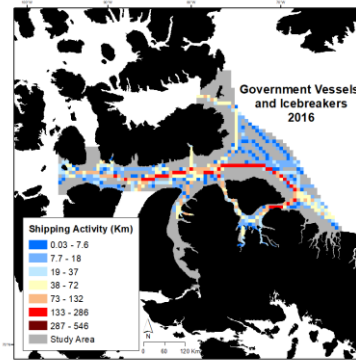 Government Vessels
and Icebreakers
2016
Shipping Activity (Km)
0.03 - 7.6
7.7 - 18
19 - 37
38 - 72
73 - 132
133 - 286
287 - 546
Study Area
N
0
60
120 Km